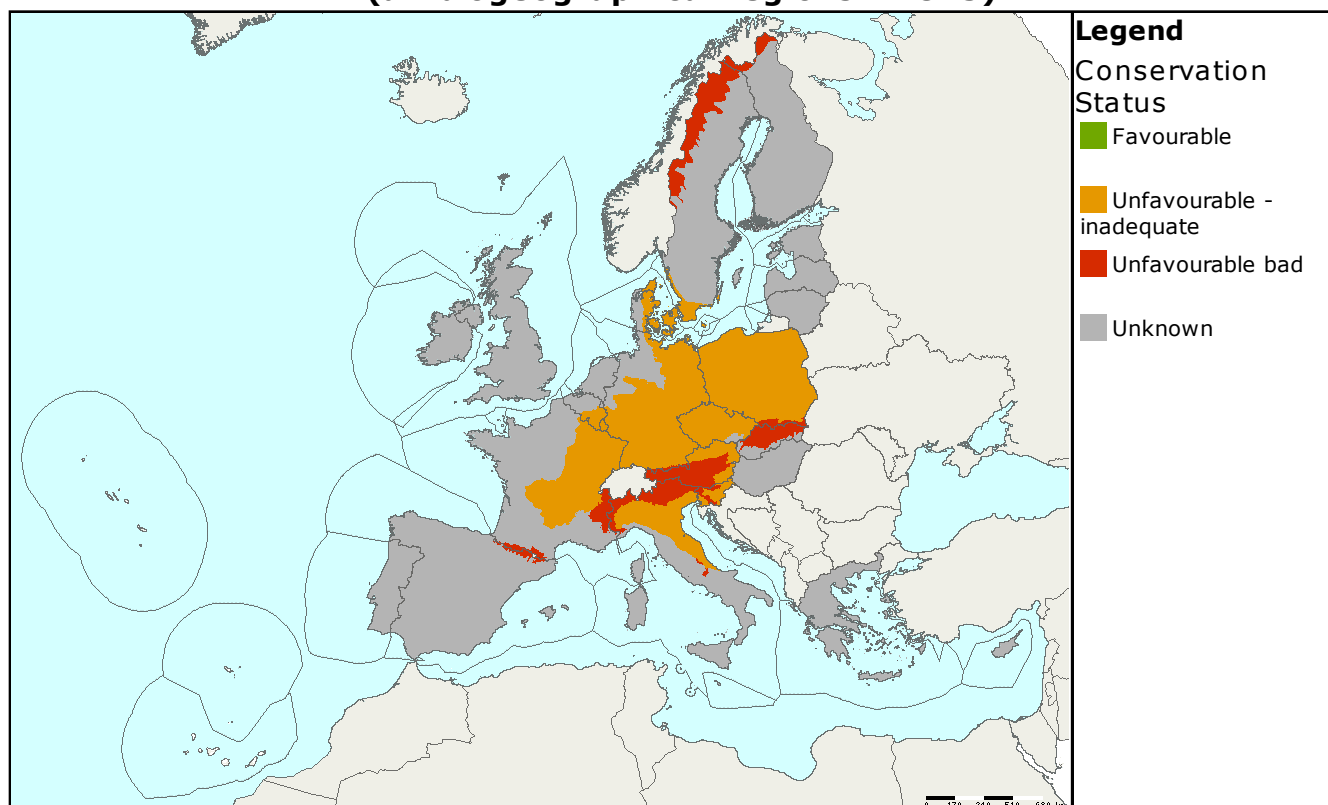 Legend
Conservation
Status
Favourable
Unfavourable -
inadequate
Unfavourable bad
Unknown